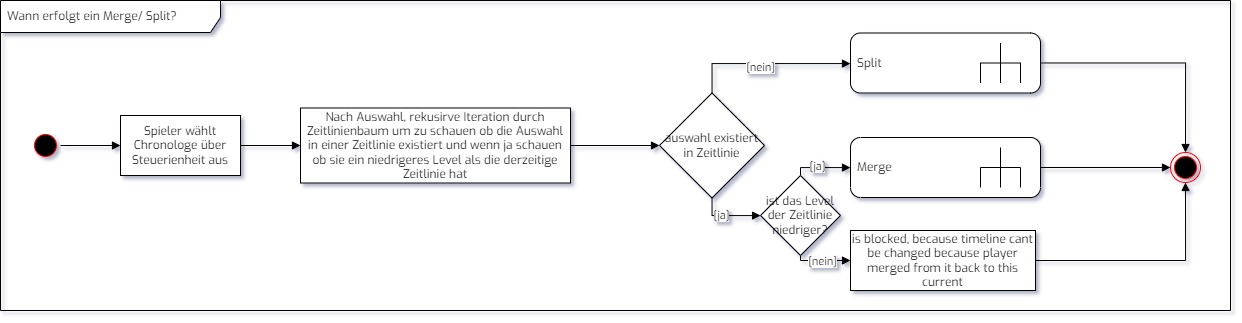 Wann erfolgt ein Merge/ Split?
Spieler wählt
Chronologe über
Steuerienheit aus
Nach Auswahl, rekusirve Iteration durch
Zeitlinienbaum um zu schauen ob die Auswahl
in einer Zeitlinie existiert und wenn ja schauen
ob sie ein niedrigeres Level als die derzeitige
Zeitlinie hat
auswahl existiert
in Zeitlinie
[nein]
Split
[ja]
ist das Level
der Zeitlinie
niedriger?
[ja]
Merge
[nein]
is blocked, because timeline cant
be changed because player
merged from it back to this
current